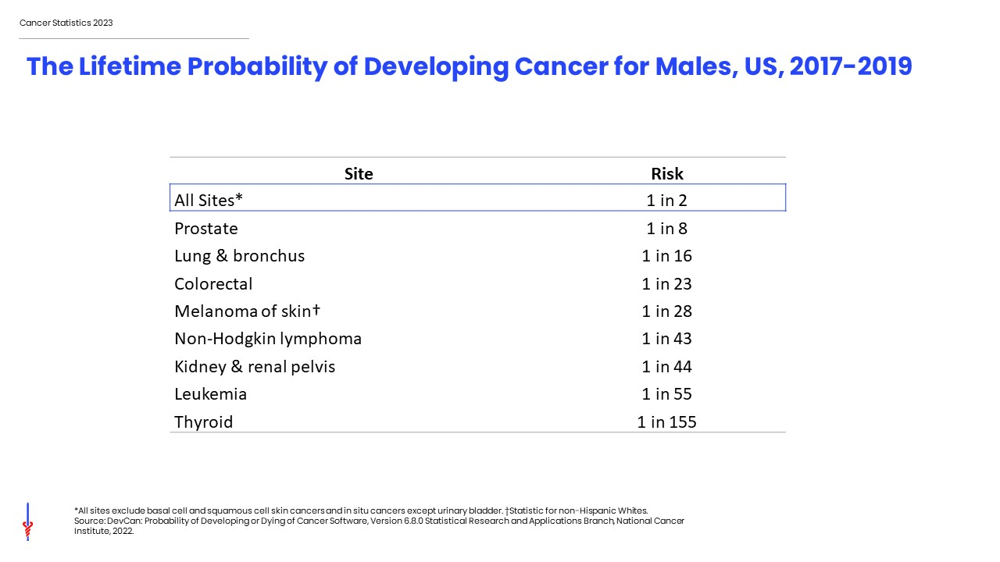 Cancer Statistics 2023
The Lifetime Probability of Developing Cancer for Males, US, 2017-2019
Site Risk
All Sites* 1 in 2
Prostate 1 in 8
Lung & bronchus 1 in 16
Colorectal 1 in 23
Melanoma of skin† 1 in 28
Non-Hodgkin lymphoma 1 in 43
Kidney & renal pelvis 1 in 44
Leukemia 1 in 55
Thyroid 1 in 155
*All sites exclude basal cell and squamous cell skin cancers and in situ cancers except urinary bladder. †Statistic for non-Hispanic Whites.
Source: DevCan: Probability of Developing or Dying of Cancer Software, Version 6.8.0 Statistical Research and Applications Branch, National Cancer
Institute, 2022.